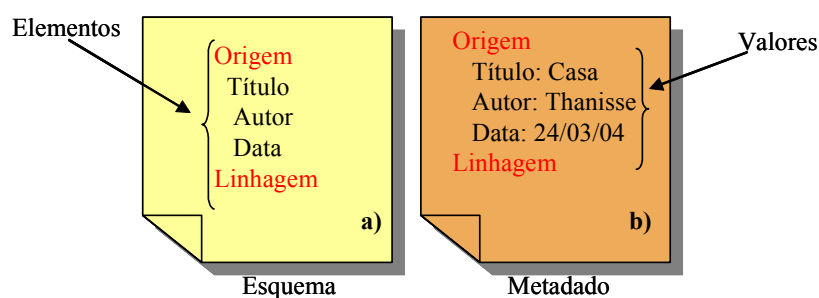 Elementos
Origem
Título
Autor
Data
Linhagem
a)
Esquema
Origem
Título: Casa
Autor: Thanisse
Data: 24/03/04
Linhagem
b)
Metadado
Valores